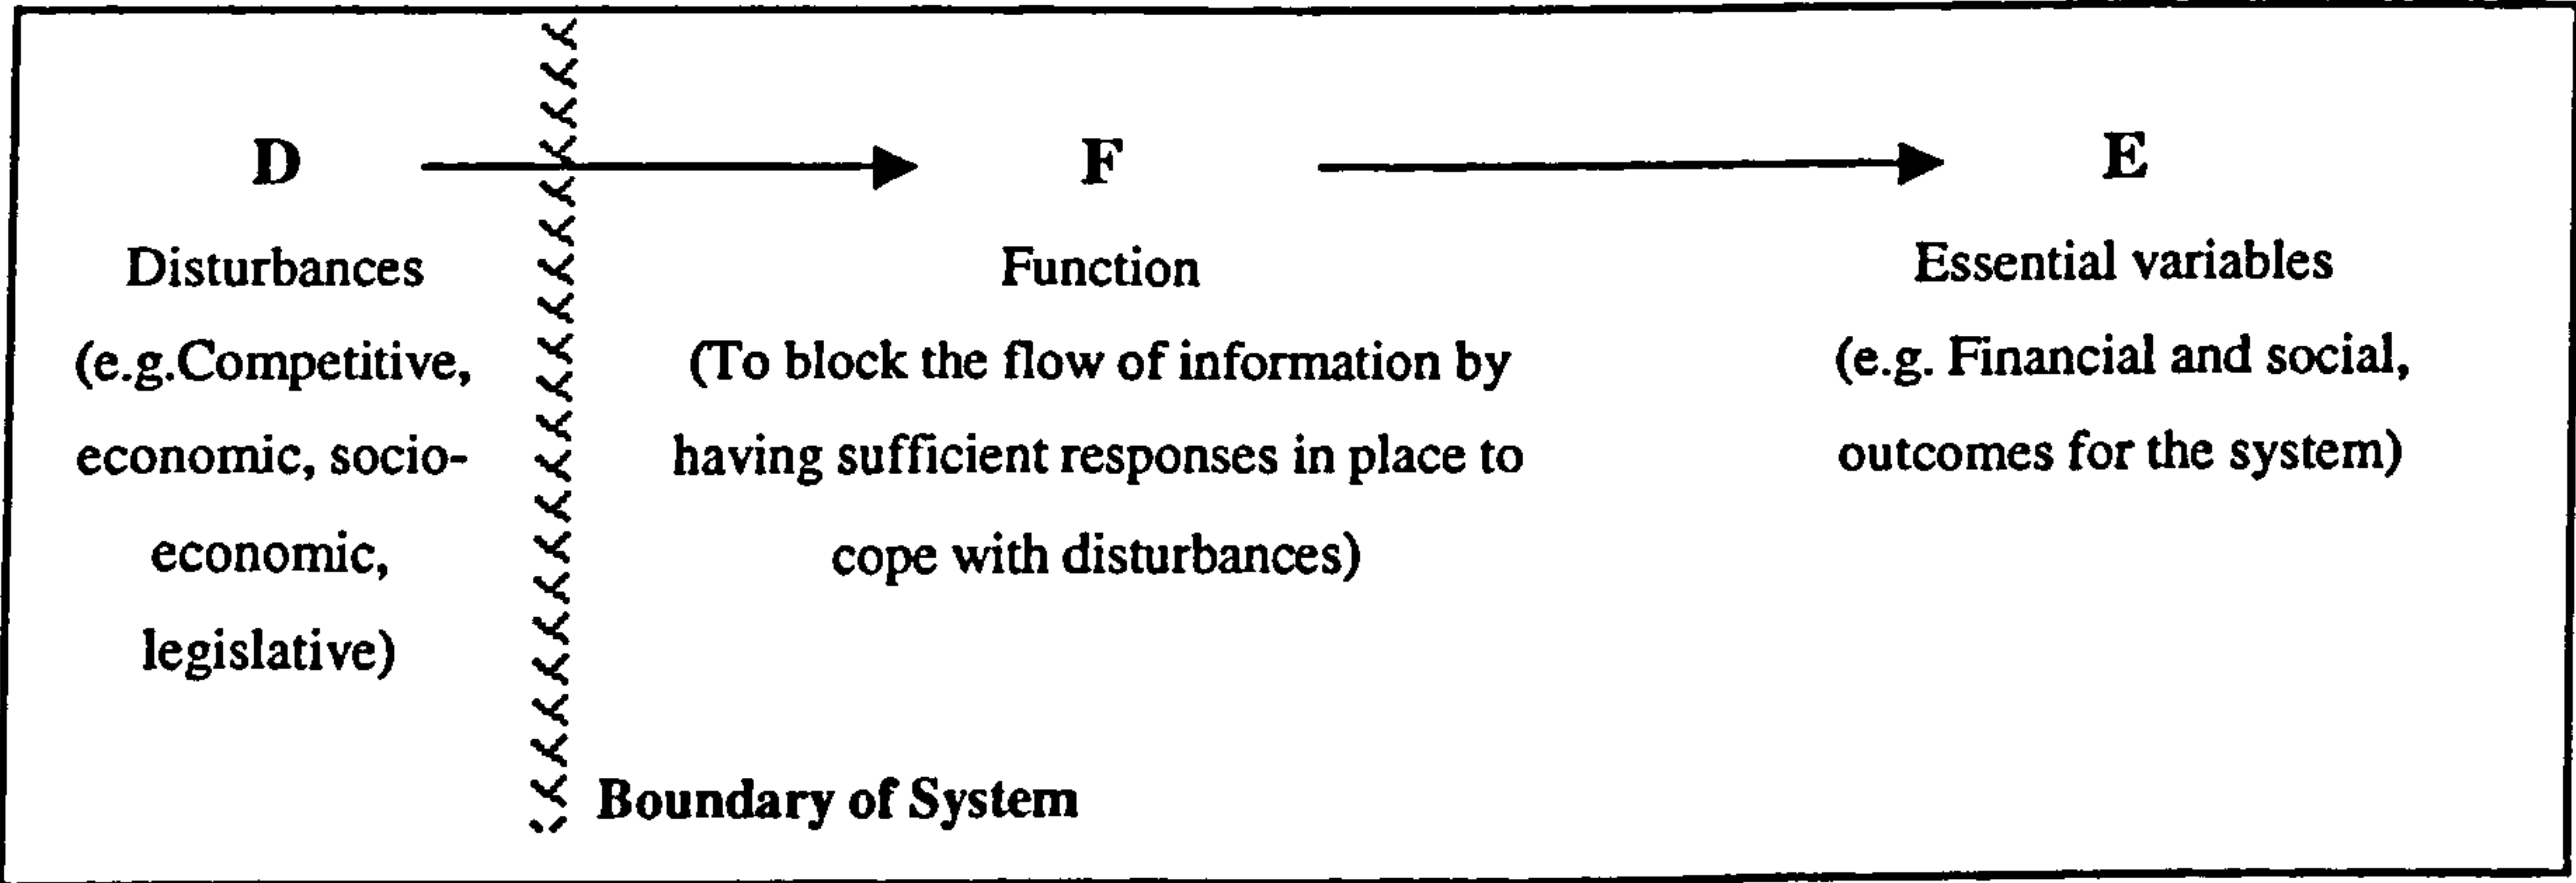 D
F
E
Disturbances
(e.g.Competitive,
economic, socio-
economic,
legislative)
Function
(To block the flow of information by
having sufficient responses in place to
cope with disturbances)
Essential variables
(e.g. Financial and social,
outcomes for the system)
Boundary of System